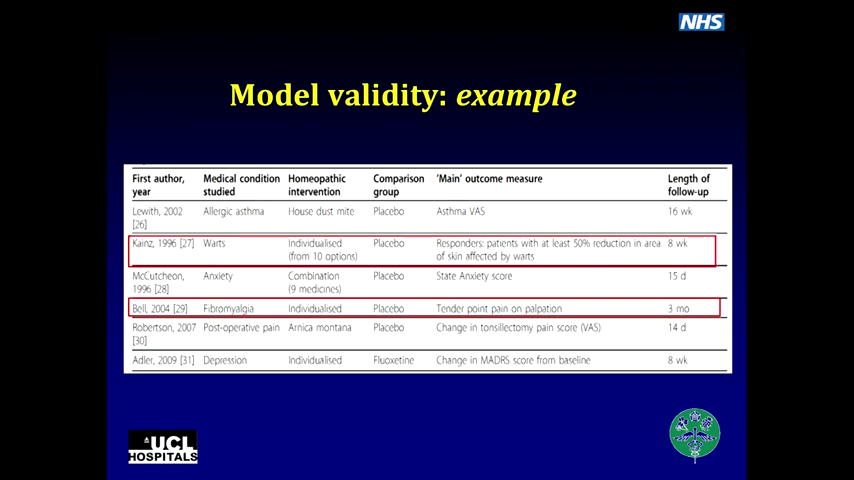 NHS
Model validity: example
First author, year Medical condition studied Homeopathic intervention Comparison group 'Main' outcome measure Length of follow-up
Lewith, 2002 [26] Allergic asthma House dust mite Placebo Asthma VAS 16 wk
Kainz, 1996 [27] Warts Individualised (from 10 options) Placebo Responders: patients with at least 50% reduction in area of skin affected by warts 8 wk
McCutcheon, 1996 [28] Anxiety Combination (9 medicines) Placebo State Anxiety score 15 d
Bell, 2004 [29] Fibromyalgia Individualised Placebo Tender point pain on palpation 3 mo
Robertson, 2007 [30] Post-operative pain Arnica montana Placebo Change in tonsillectomy pain score (VAS) 14 d
Adler, 2009 [31] Depression Individualised Fluoxetine Change in MADRS score from baseline 8 wk
UCL
HOSPITALS